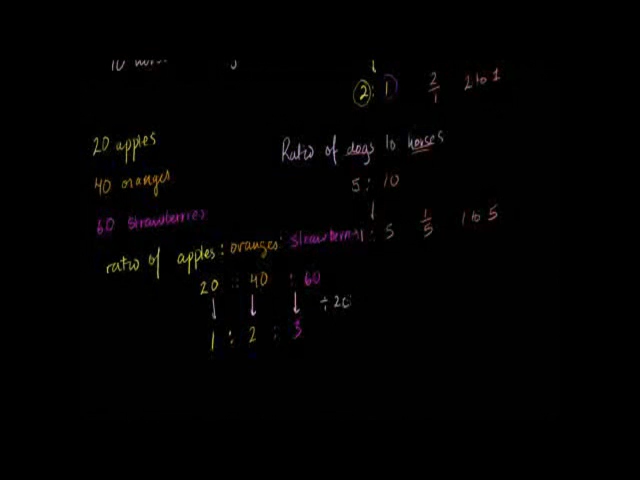 10
2 : 1 2/1 2 to 1
20 apples
40 oranges
60 strawberries
Ratio of dogs to horses
5 : 10
1 : 5 1/5 1 to 5
ratio of apples : oranges : strawberries
20 : 40 : 60
÷ 20
1 : 2 : 3